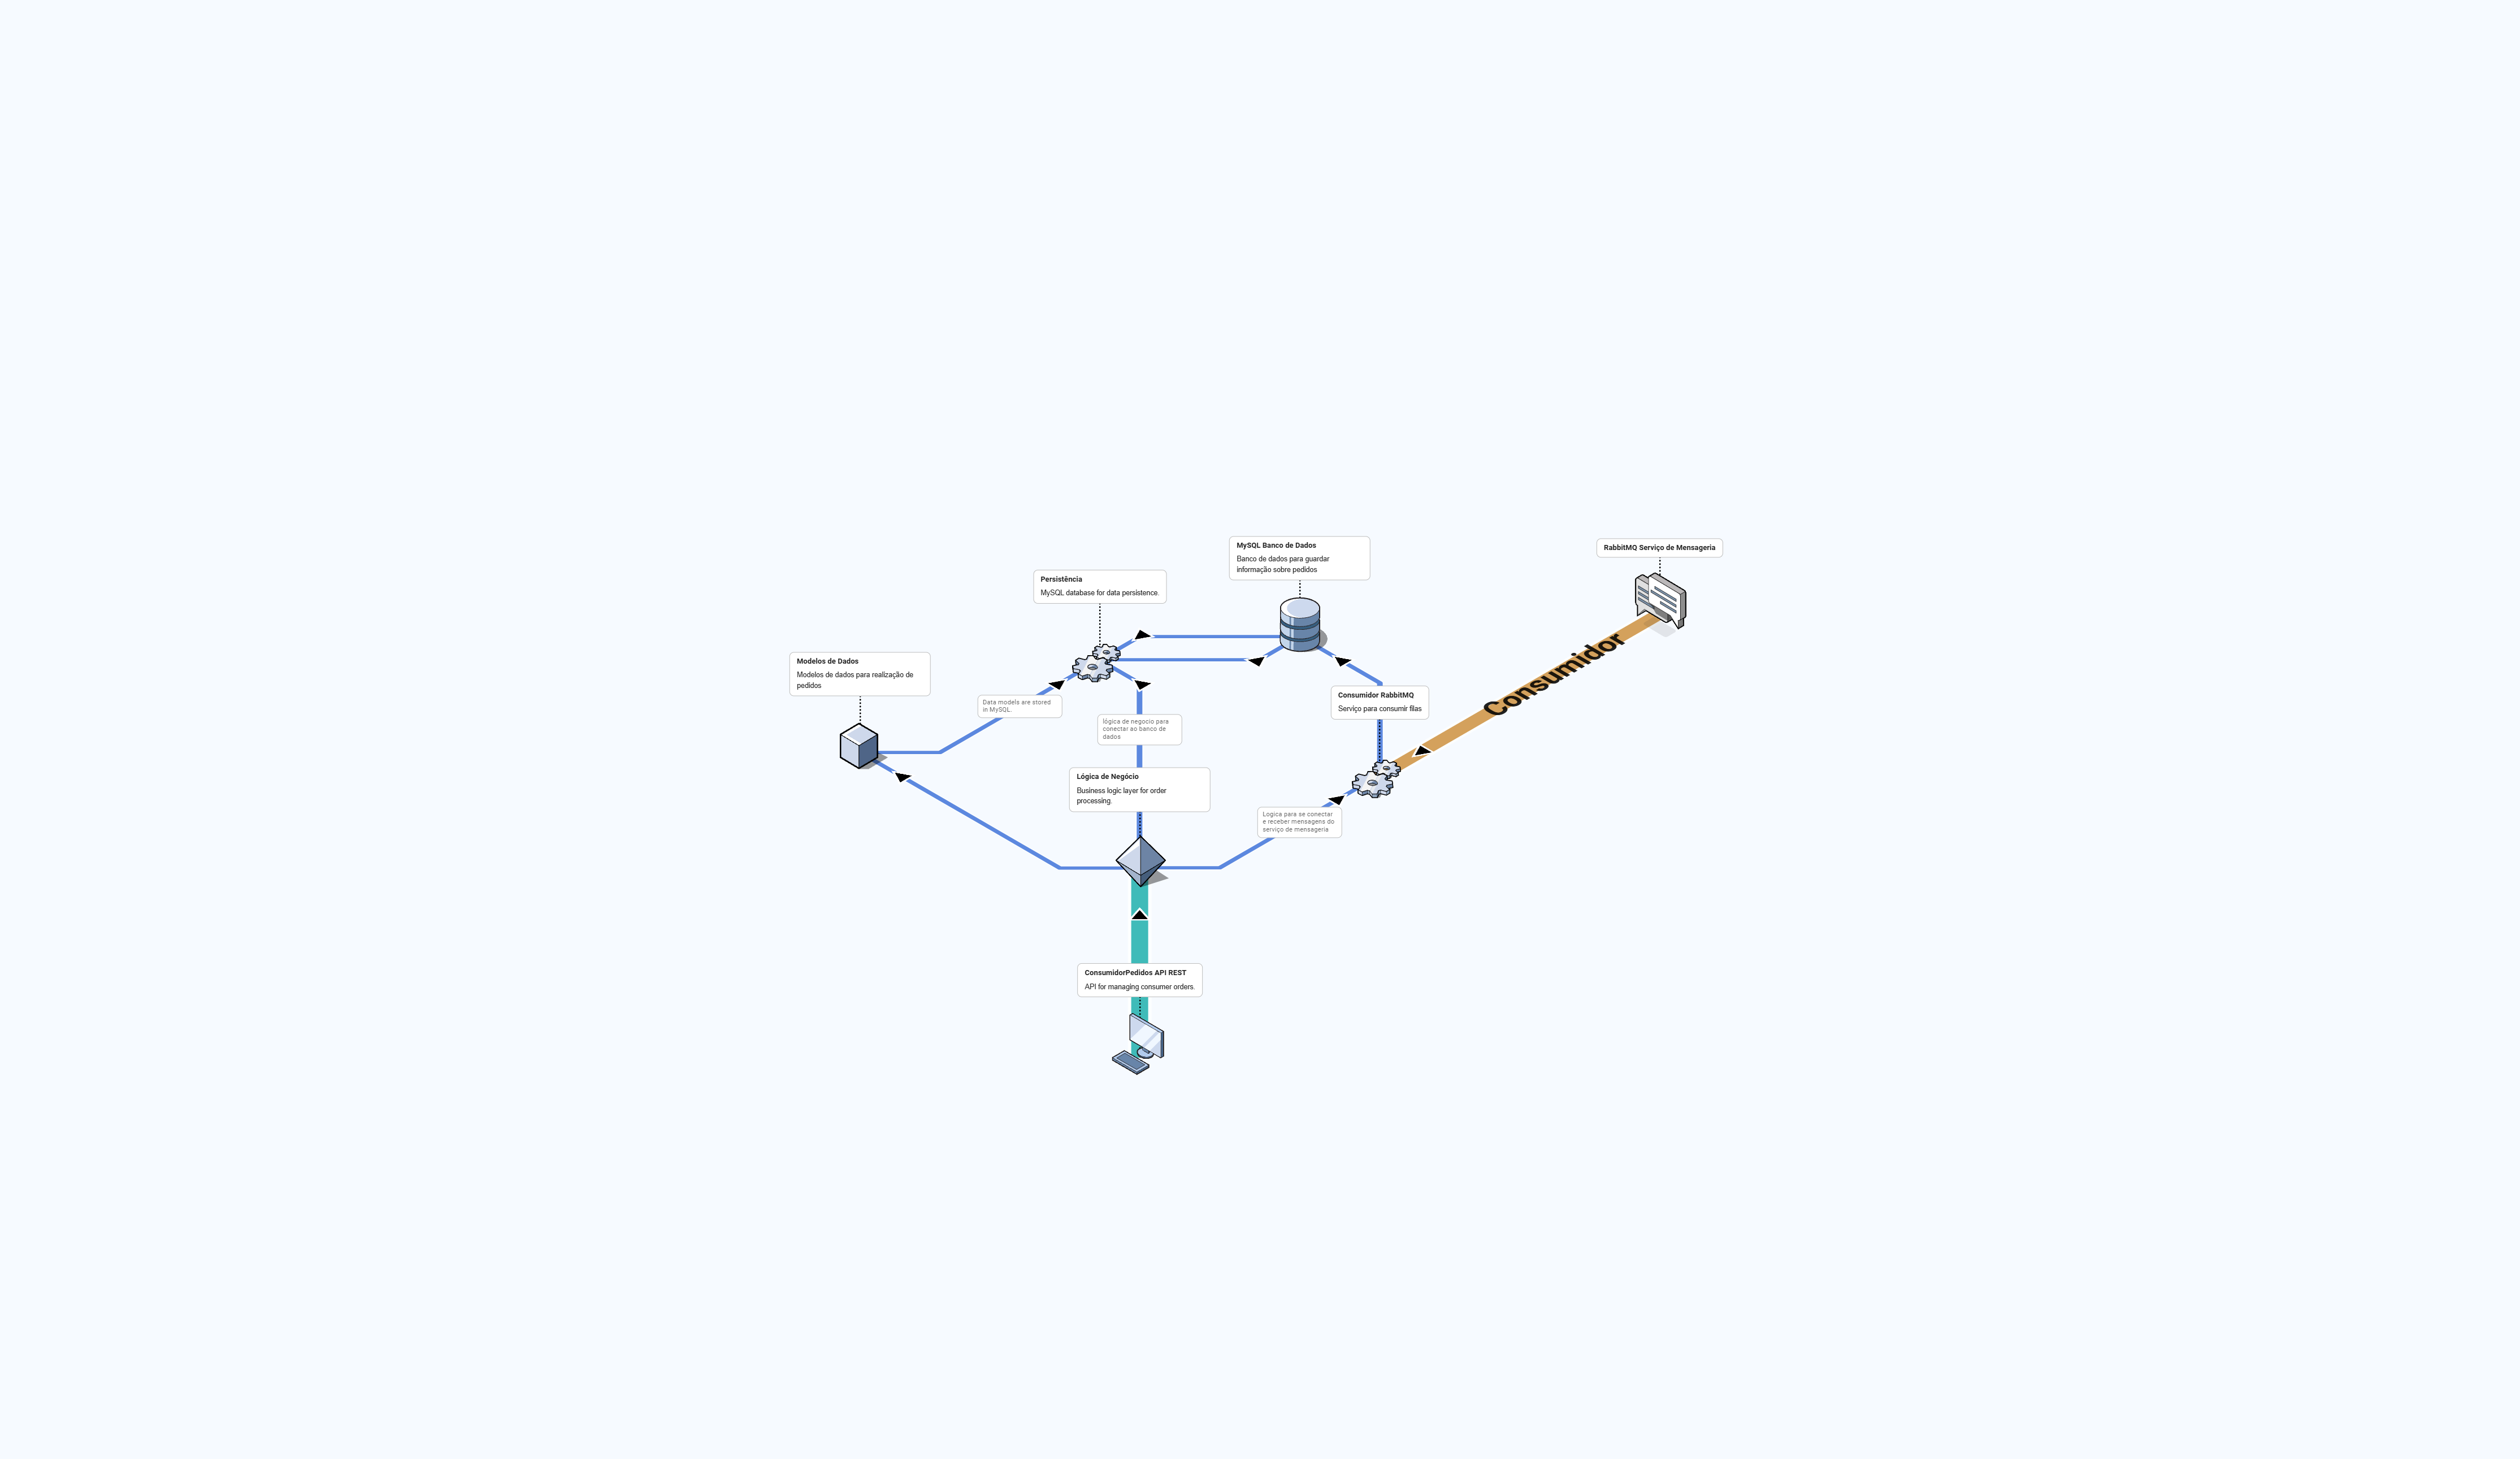 MySQL Banco de Dados
Banco de dados para guardar
informação sobre pedidos
RabbitMQ Serviço de Mensageria
Persistência
MySQL database for data persistence.
Consumidor
Modelos de Dados
Modelos de dados para realização de
pedidos
Data models are stored
in MySQL.
Consumidor RabbitMQ
Serviço para consumir filas
lógica de negocio para
conectar ao banco de
dados
Lógica de Negócio
Business logic layer for order
processing.
Logica para se conectar
e receber mensagens do
serviço de mensageria
ConsumidorPedidos API REST
API for managing consumer orders.